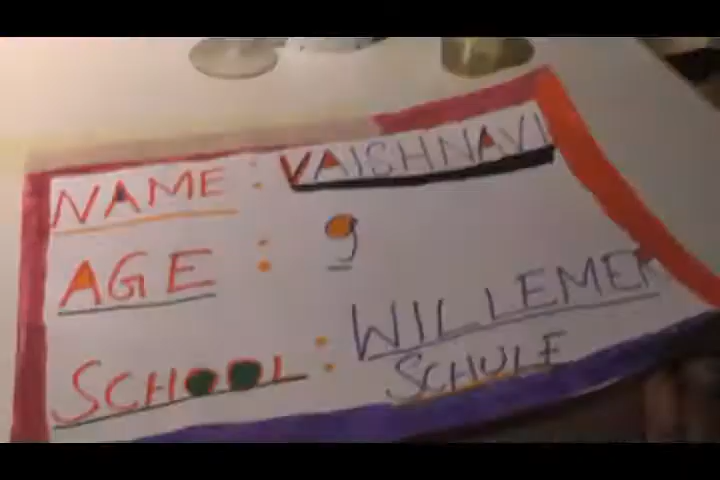 NAME : VAISHNAVI
AGE : 9
SCHOOL : WILLEMER
SCHULE